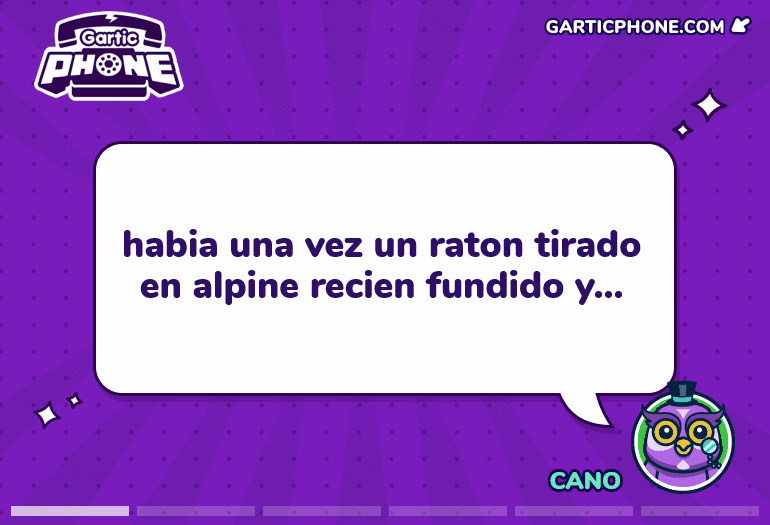 Gartic
PHONE
GARTICPHONE.COM
habia una vez un raton tirado
en alpine recien fundido y...
CANO